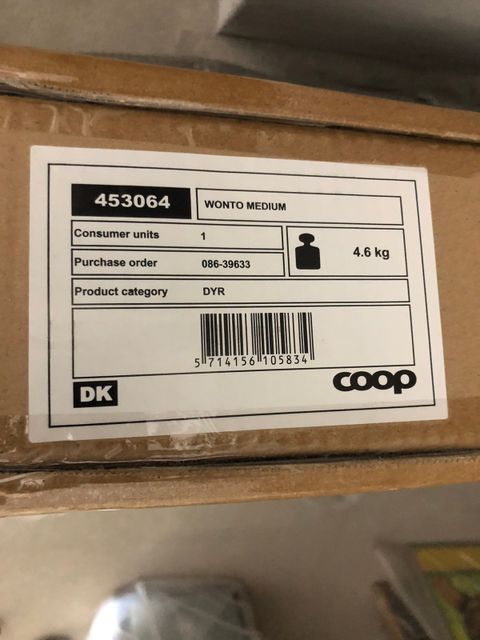 453064 WONTO MEDIUM
Consumer units 1
4.6 kg
Purchase order 086-39633
Product category DYR
5 714156 105834
DK
coop